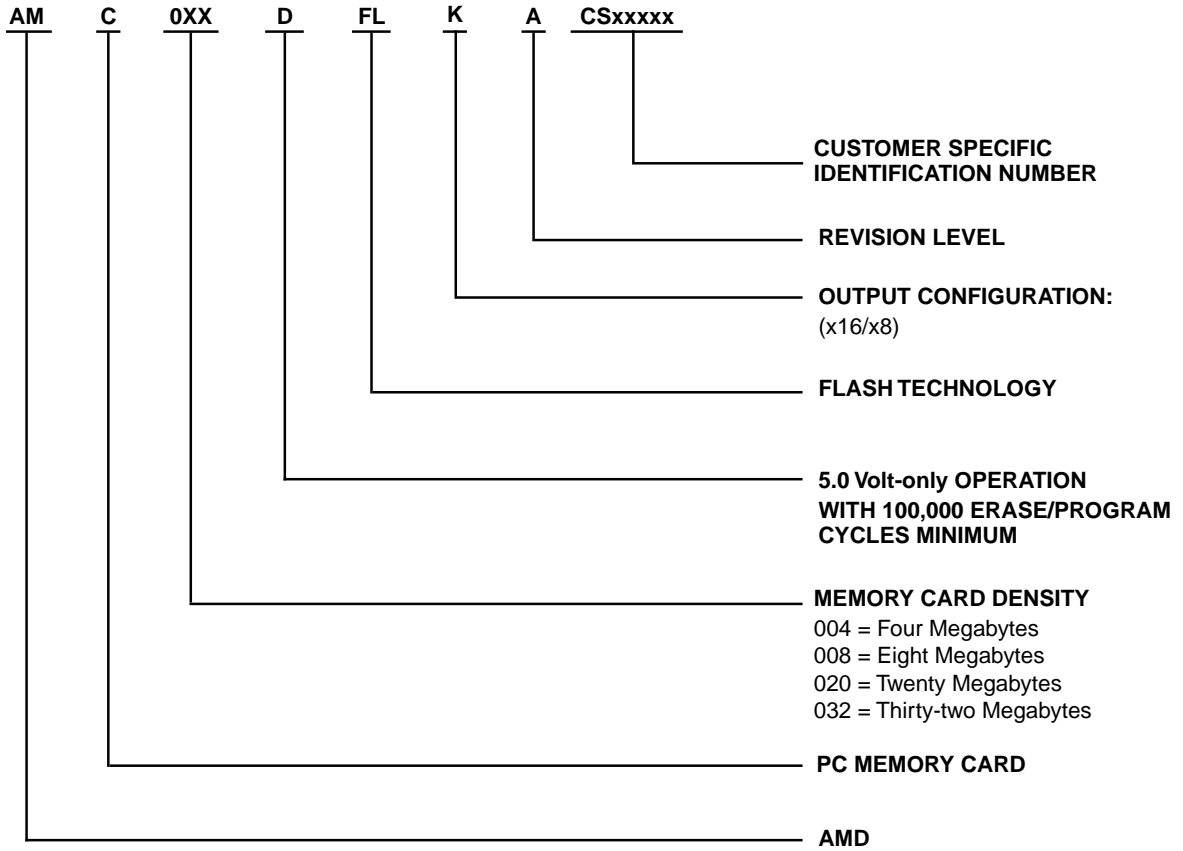 AM C 0XX D FL K A CSxxxxx
CUSTOMER SPECIFIC
IDENTIFICATION NUMBER
REVISION LEVEL
OUTPUT CONFIGURATION:
(x16/x8)
FLASH TECHNOLOGY
5.0 Volt-only OPERATION
WITH 100,000 ERASE/PROGRAM
CYCLES MINIMUM
MEMORY CARD DENSITY
004 = Four Megabytes
008 = Eight Megabytes
020 = Twenty Megabytes
032 = Thirty-two Megabytes
PC MEMORY CARD
AMD